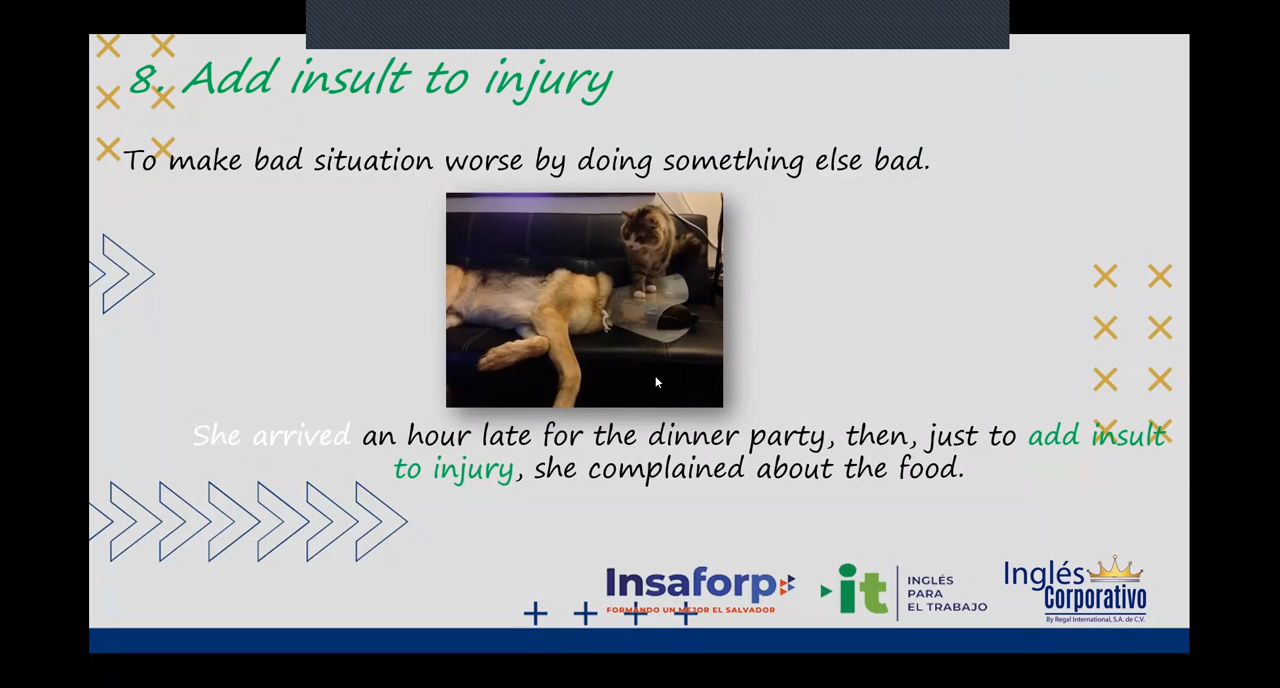 8. Add insult to injury
To make bad situation worse by doing something else bad.
She arrived an hour late for the dinner party, then, just to add insult
to injury, she complained about the food.
Insaforp
FORMANDO UN MEJOR EL SALVADOR
it
INGLÉS
PARA
EL TRABAJO
Inglés
Corporativo
By Regal International, S.A. de C.V.